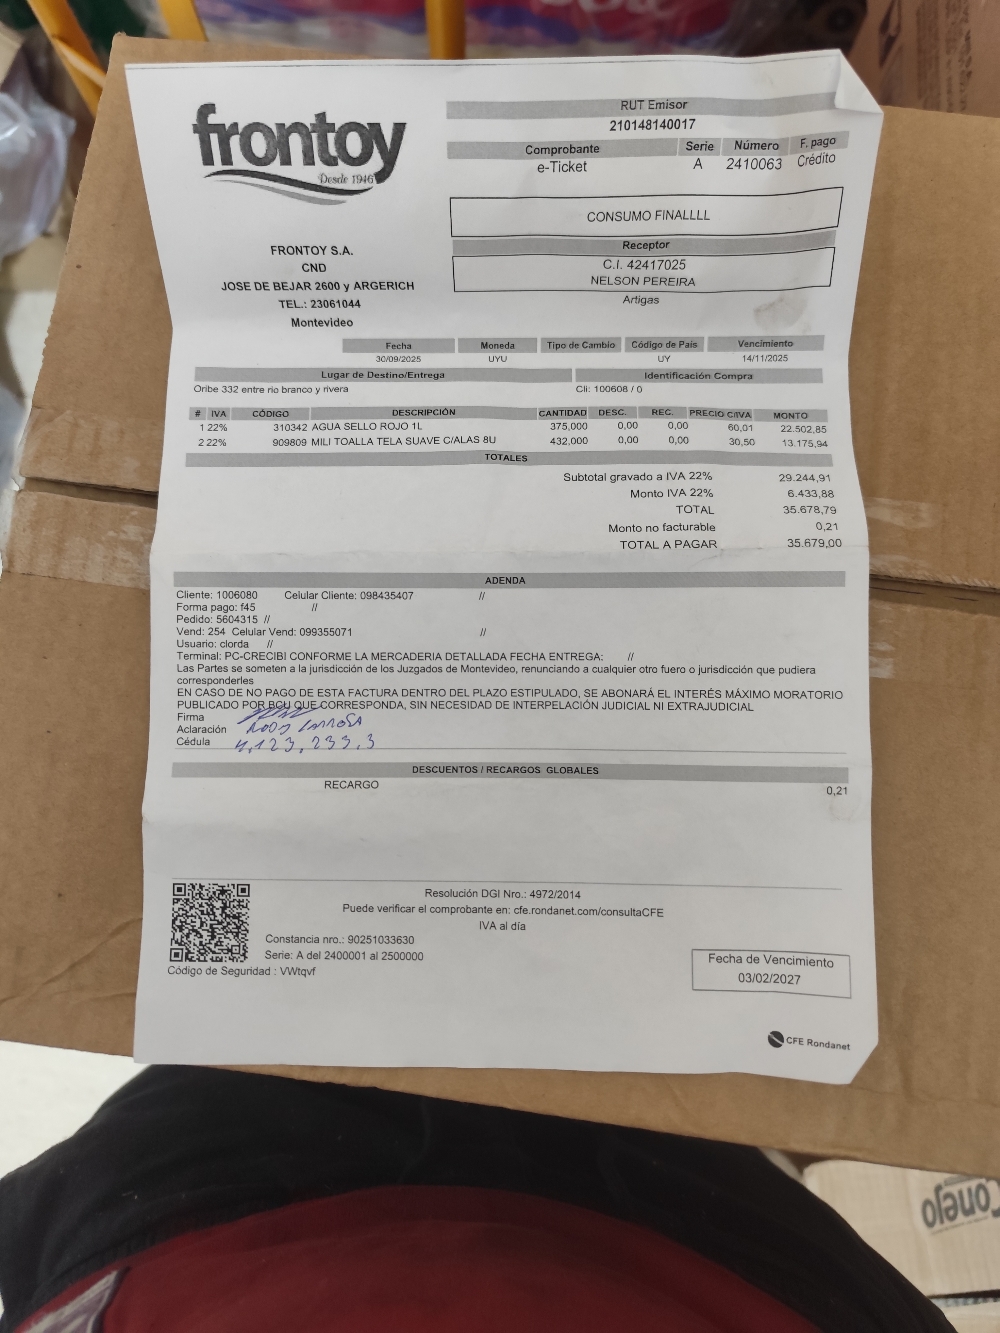 frontoy
Desde 1946
RUT Emisor
210148140017
Comprobante Serie Número F. pago
e-Ticket A 2410063 Crédito
CONSUMO FINALLLL
Receptor
C.I. 42417025
NELSON PEREIRA
Artigas
FRONTOY S.A.
CND
JOSE DE BEJAR 2600 y ARGERICH
TEL.: 23061044
Montevideo
Fecha Moneda Tipo de Cambio Código de País Vencimiento
30/09/2025 UYU UY 14/11/2025
Lugar de Destino/Entrega Identificación Compra
Oribe 332 entre rio branco y rivera Cli: 100608 / 0
# IVA CÓDIGO DESCRIPCIÓN CANTIDAD DESC. REC. PRECIO C/IVA MONTO
1 22% 310342 AGUA SELLO ROJO 1L 375,000 0,00 0,00 60,01 22.502,85
2 22% 909809 MILI TOALLA TELA SUAVE C/ALAS 8U 432,000 0,00 0,00 30,50 13.175,94
TOTALES
Subtotal gravado a IVA 22% 29.244,91
Monto IVA 22% 6.433,88
TOTAL 35.678,79
Monto no facturable 0,21
TOTAL A PAGAR 35.679,00
ADENDA
Cliente: 1006080 Celular Cliente: 098435407 //
Forma pago: f45 //
Pedido: 5604315 //
Vend: 254 Celular Vend: 099355071 //
Usuario: clorda //
Terminal: PC-CRECIBI CONFORME LA MERCADERIA DETALLADA FECHA ENTREGA: //
Las Partes se someten a la jurisdicción de los Juzgados de Montevideo, renunciando a cualquier otro fuero o jurisdicción que pudiera
corresponderles
EN CASO DE NO PAGO DE ESTA FACTURA DENTRO DEL PLAZO ESTIPULADO, SE ABONARÁ EL INTERÉS MÁXIMO MORATORIO
PUBLICADO POR BCU QUE CORRESPONDA, SIN NECESIDAD DE INTERPELACIÓN JUDICIAL NI EXTRAJUDICIAL
Firma
Aclaración
Cédula 4.123.233.3
DESCUENTOS / RECARGOS GLOBALES
RECARGO 0,21
Resolución DGI Nro.: 4972/2014
Puede verificar el comprobante en: cfe.rondanet.com/consultaCFE
IVA al día
Constancia nro.: 90251033630
Serie: A del 2400001 al 2500000
Código de Seguridad : VWtqvf
Fecha de Vencimiento
03/02/2027
CFE Rondanet
Conejo